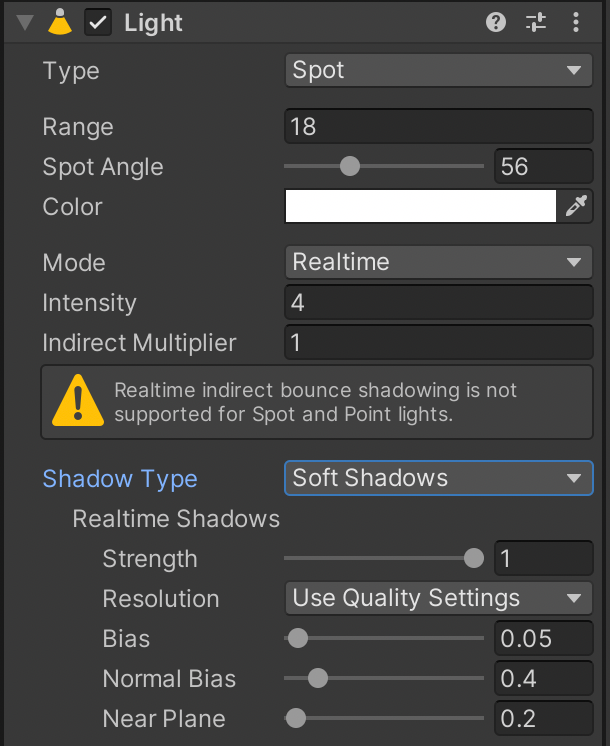 Light
Type Spot
Range 18
Spot Angle 56
Color
Mode Realtime
Intensity 4
Indirect Multiplier 1
Realtime indirect bounce shadowing is not
supported for Spot and Point lights.
Shadow Type Soft Shadows
Realtime Shadows
Strength 1
Resolution Use Quality Settings
Bias 0.05
Normal Bias 0.4
Near Plane 0.2